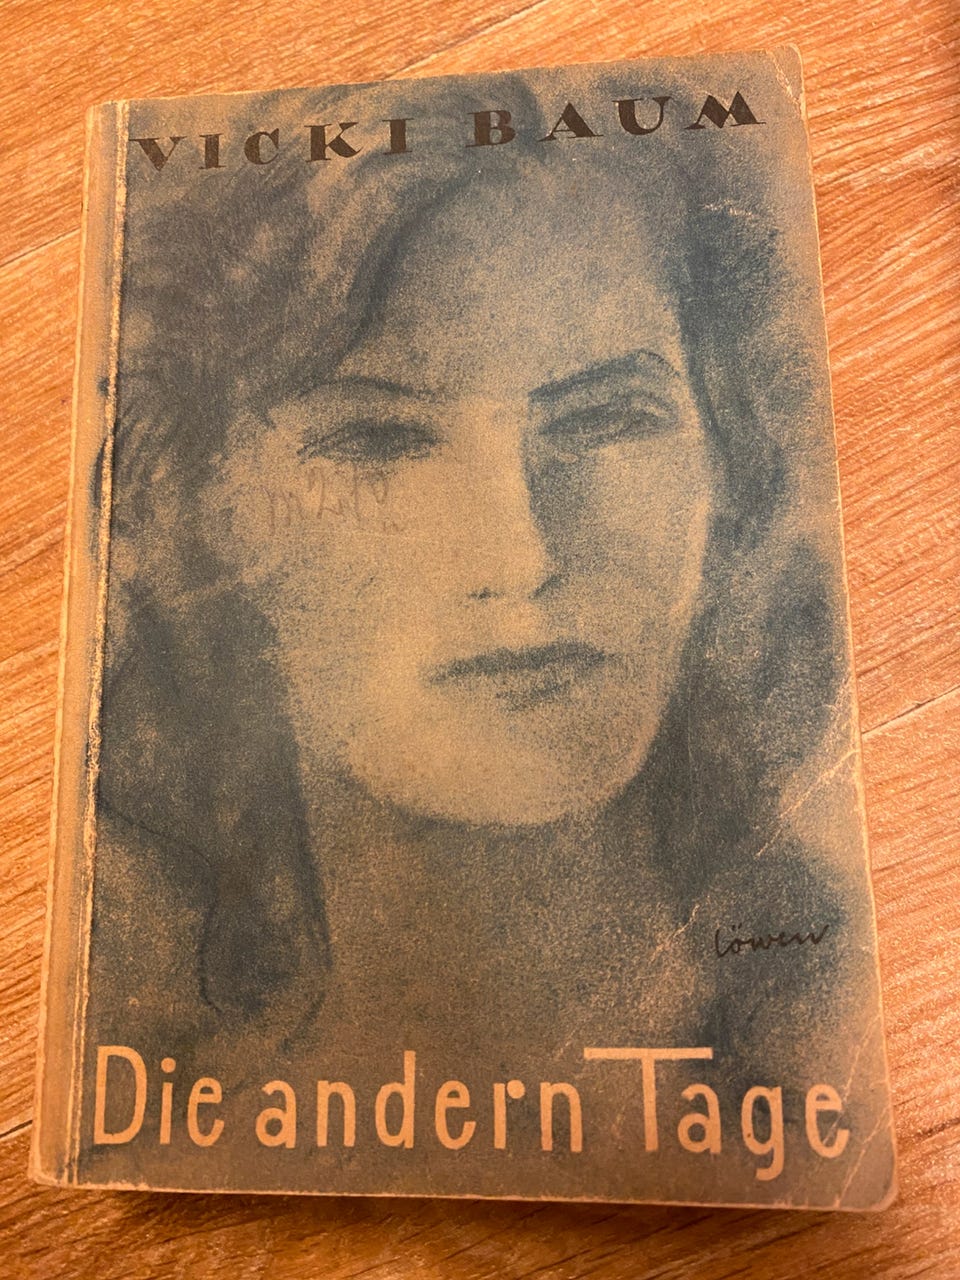 VICKI BAUM
löwen
Die andern Tage